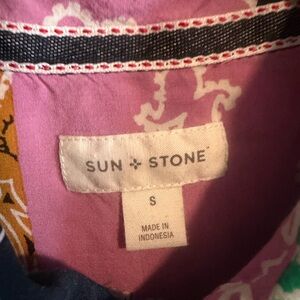 SUN + STONE
S
MADE IN
INDONESIA